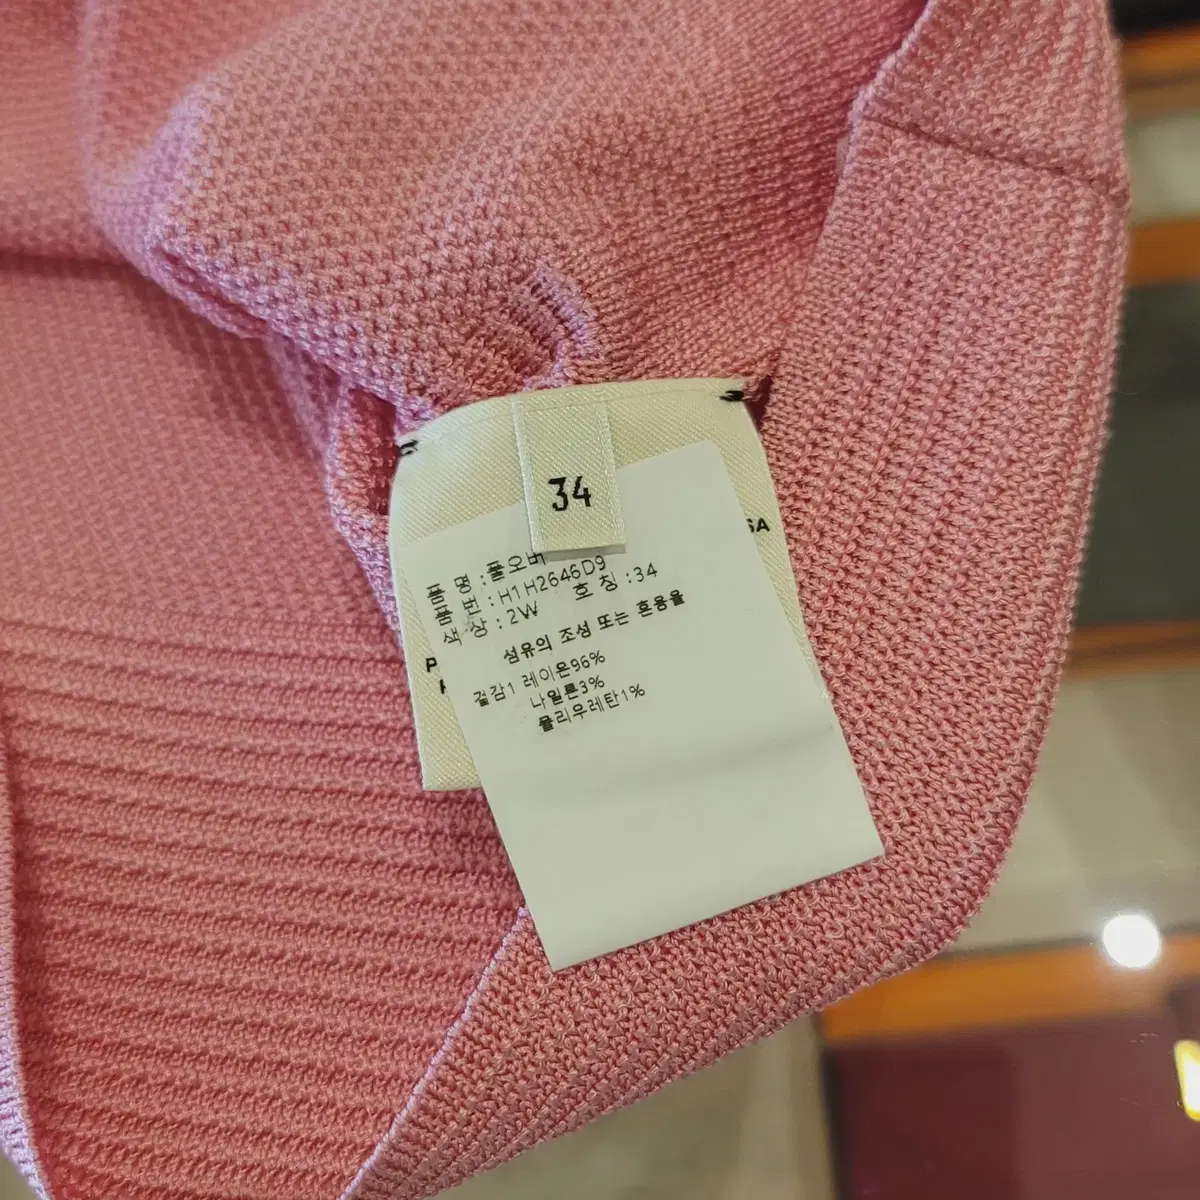 34
SA
품 명 : 풀오버
품 번 : H1H2646D9
색 상 : 2W 호 칭 : 34
섬유의 조성 또는 혼용율
겉감1 레이온96%
나일론3%
폴리우레탄1%